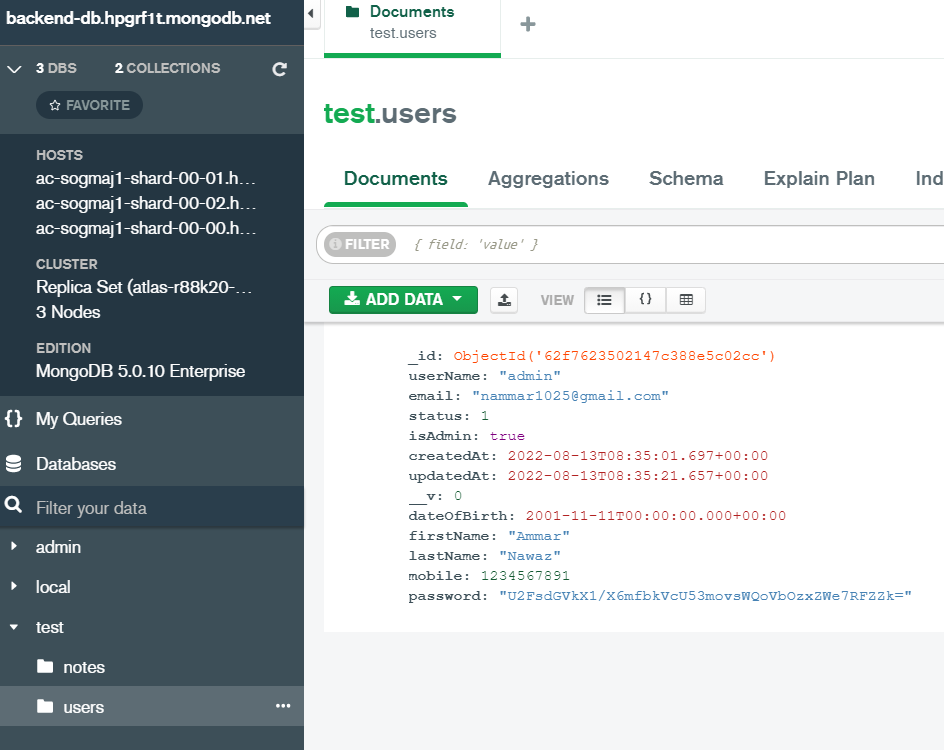 backend-db.hpgrf1t.mongodb.net
3 DBS 2 COLLECTIONS
FAVORITE
HOSTS
ac-sogmaj1-shard-00-01.h...
ac-sogmaj1-shard-00-02.h...
ac-sogmaj1-shard-00-00.h...
CLUSTER
Replica Set (atlas-r88k20-...
3 Nodes
EDITION
MongoDB 5.0.10 Enterprise
{} My Queries
Databases
Filter your data
admin
local
test
notes
users ...
Documents
test.users
+
test.users
Documents Aggregations Schema Explain Plan Ind
FILTER { field: 'value' }
ADD DATA VIEW {}
_id: ObjectId('62f7623502147c388e5c02cc')
userName: "admin"
email: "nammar1025@gmail.com"
status: 1
isAdmin: true
createdAt: 2022-08-13T08:35:01.697+00:00
updatedAt: 2022-08-13T08:35:21.657+00:00
__v: 0
dateOfBirth: 2001-11-11T00:00:00.000+00:00
firstName: "Ammar"
lastName: "Nawaz"
mobile: 1234567891
password: "U2FsdGVkX1/X6mfbkVcU53movsWQoVbOzxZWe7RFZZk="